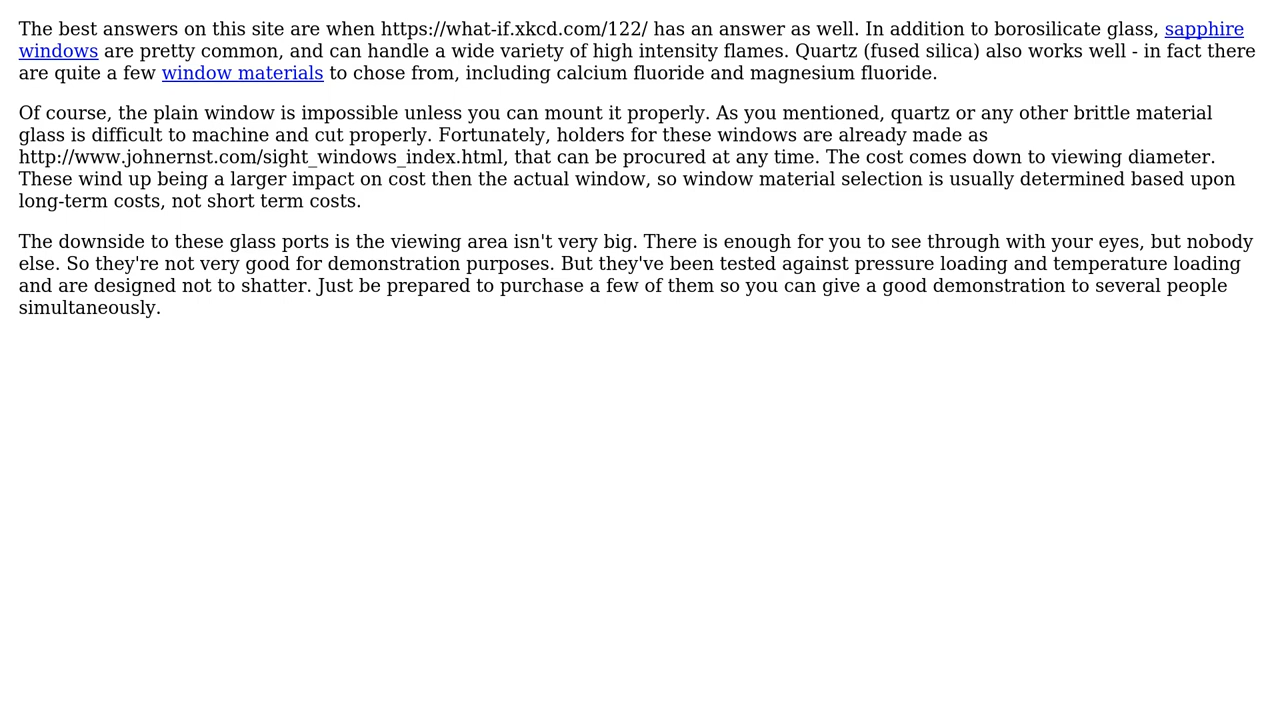 The best answers on this site are when https://what-if.xkcd.com/122/ has an answer as well. In addition to borosilicate glass, sapphire
windows are pretty common, and can handle a wide variety of high intensity flames. Quartz (fused silica) also works well - in fact there
are quite a few window materials to chose from, including calcium fluoride and magnesium fluoride.
Of course, the plain window is impossible unless you can mount it properly. As you mentioned, quartz or any other brittle material
glass is difficult to machine and cut properly. Fortunately, holders for these windows are already made as
http://www.johnernst.com/sight_windows_index.html, that can be procured at any time. The cost comes down to viewing diameter.
These wind up being a larger impact on cost then the actual window, so window material selection is usually determined based upon
long-term costs, not short term costs.
The downside to these glass ports is the viewing area isn't very big. There is enough for you to see through with your eyes, but nobody
else. So they're not very good for demonstration purposes. But they've been tested against pressure loading and temperature loading
and are designed not to shatter. Just be prepared to purchase a few of them so you can give a good demonstration to several people
simultaneously.